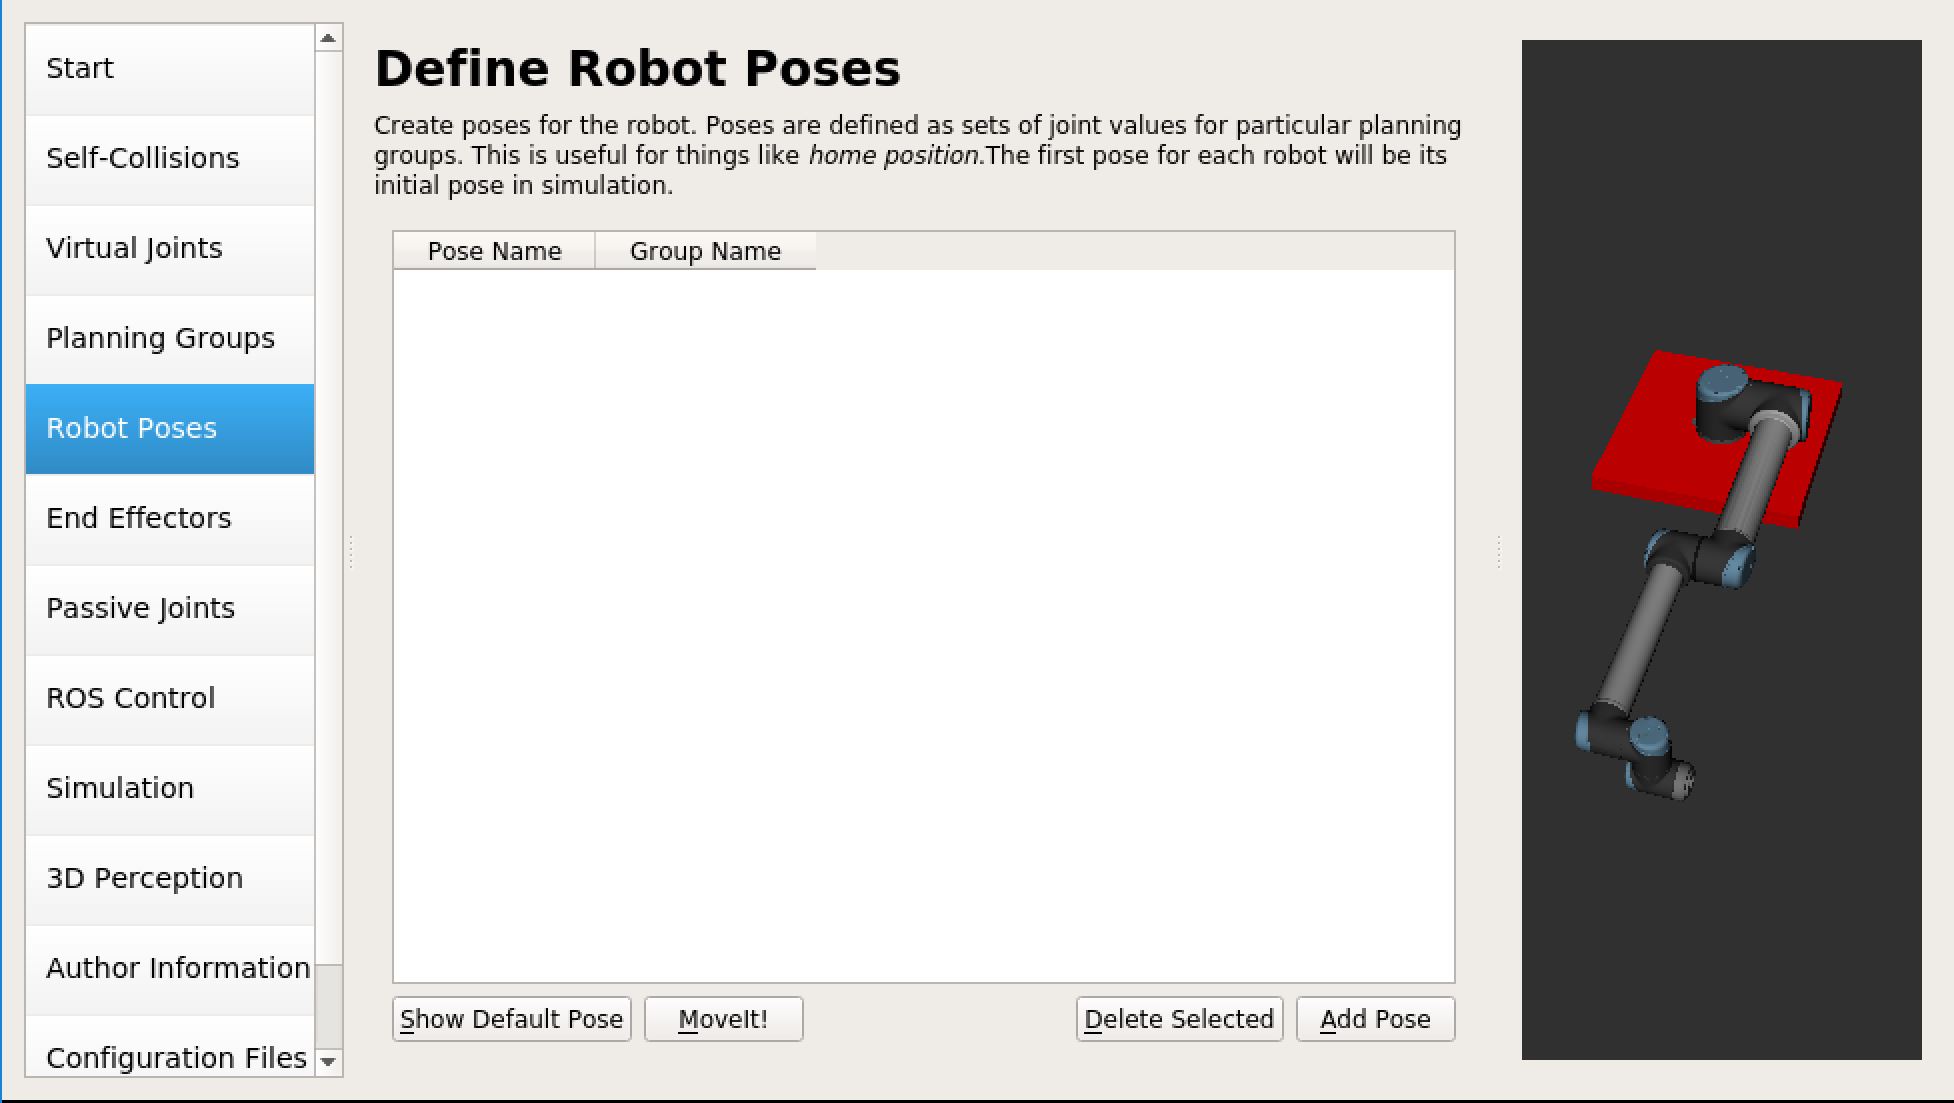 Start
Self-Collisions
Virtual Joints
Planning Groups
Robot Poses
End Effectors
Passive Joints
ROS Control
Simulation
3D Perception
Author Information
Configuration Files
Define Robot Poses
Create poses for the robot. Poses are defined as sets of joint values for particular planning
groups. This is useful for things like home position.The first pose for each robot will be its
initial pose in simulation.
Pose Name Group Name
Show Default Pose MoveIt! Delete Selected Add Pose